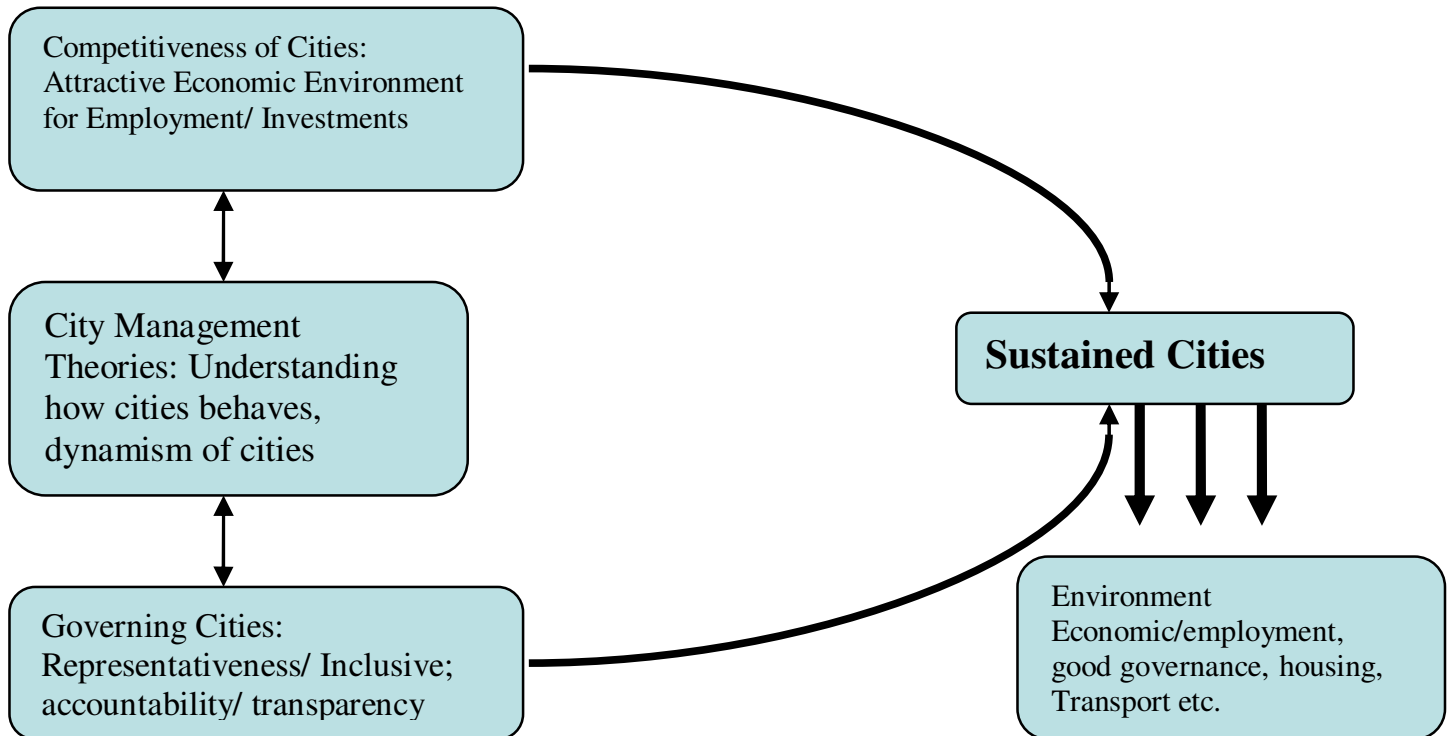 Competitiveness of Cities:
Attractive Economic Environment
for Employment/ Investments
City Management
Theories: Understanding
how cities behaves,
dynamism of cities
Governing Cities:
Representativeness/ Inclusive;
accountability/ transparency
Sustained Cities
Environment
Economic/employment,
good governance, housing,
Transport etc.